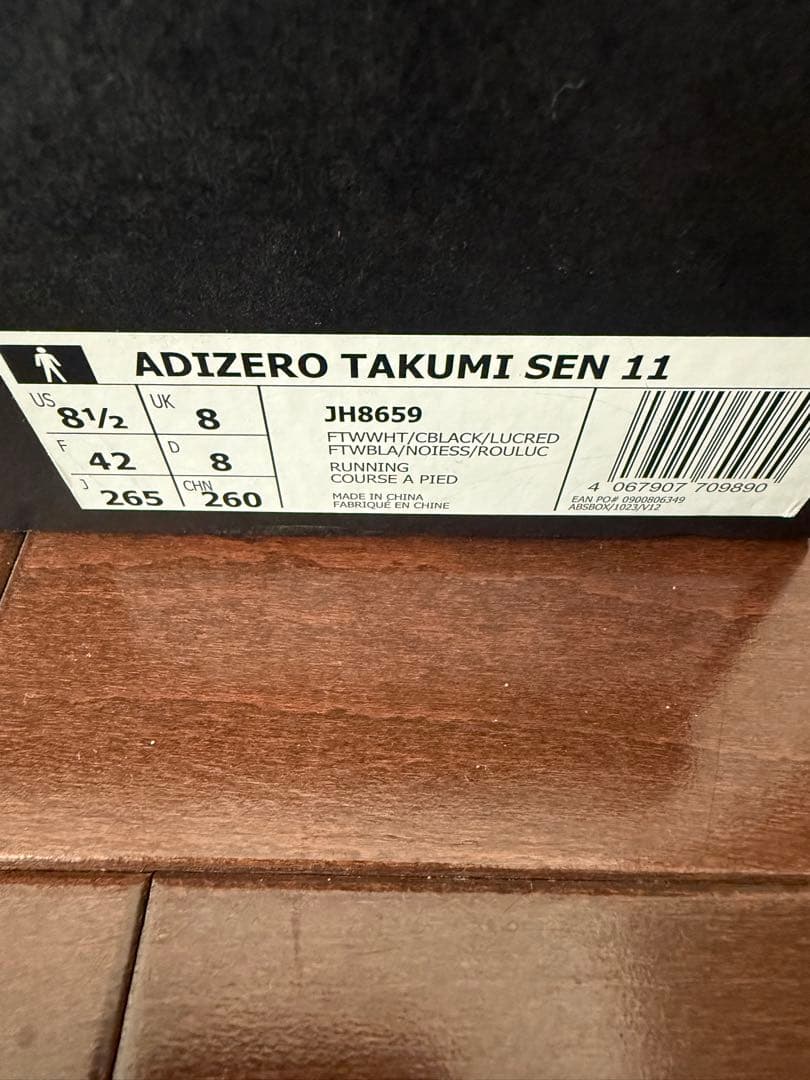 ADIZERO TAKUMI SEN 11
US 8½ UK 8
F 42 D 8
J 265 CHN 260
JH8659
FTWWHT/CBLACK/LUCRED
FTWBLA/NOIESS/ROULUC
RUNNING
COURSE A PIED
MADE IN CHINA
FABRIQUÉ EN CHINE
4 067907 709890
EAN PO# 0900806349
ABSBOX/1023/V12